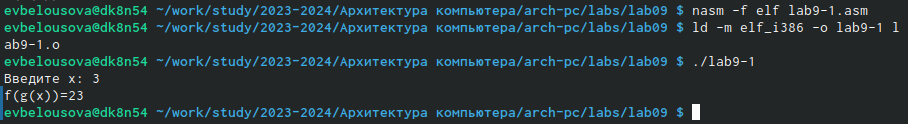 evbelousova@dk8n54 ~/work/study/2023-2024/Архитектура компьютера/arch-pc/labs/lab09 $ nasm -f elf lab9-1.asm
evbelousova@dk8n54 ~/work/study/2023-2024/Архитектура компьютера/arch-pc/labs/lab09 $ ld -m elf_i386 -o lab9-1 l
ab9-1.o
evbelousova@dk8n54 ~/work/study/2023-2024/Архитектура компьютера/arch-pc/labs/lab09 $ ./lab9-1
Введите x: 3
f(g(x))=23
evbelousova@dk8n54 ~/work/study/2023-2024/Архитектура компьютера/arch-pc/labs/lab09 $